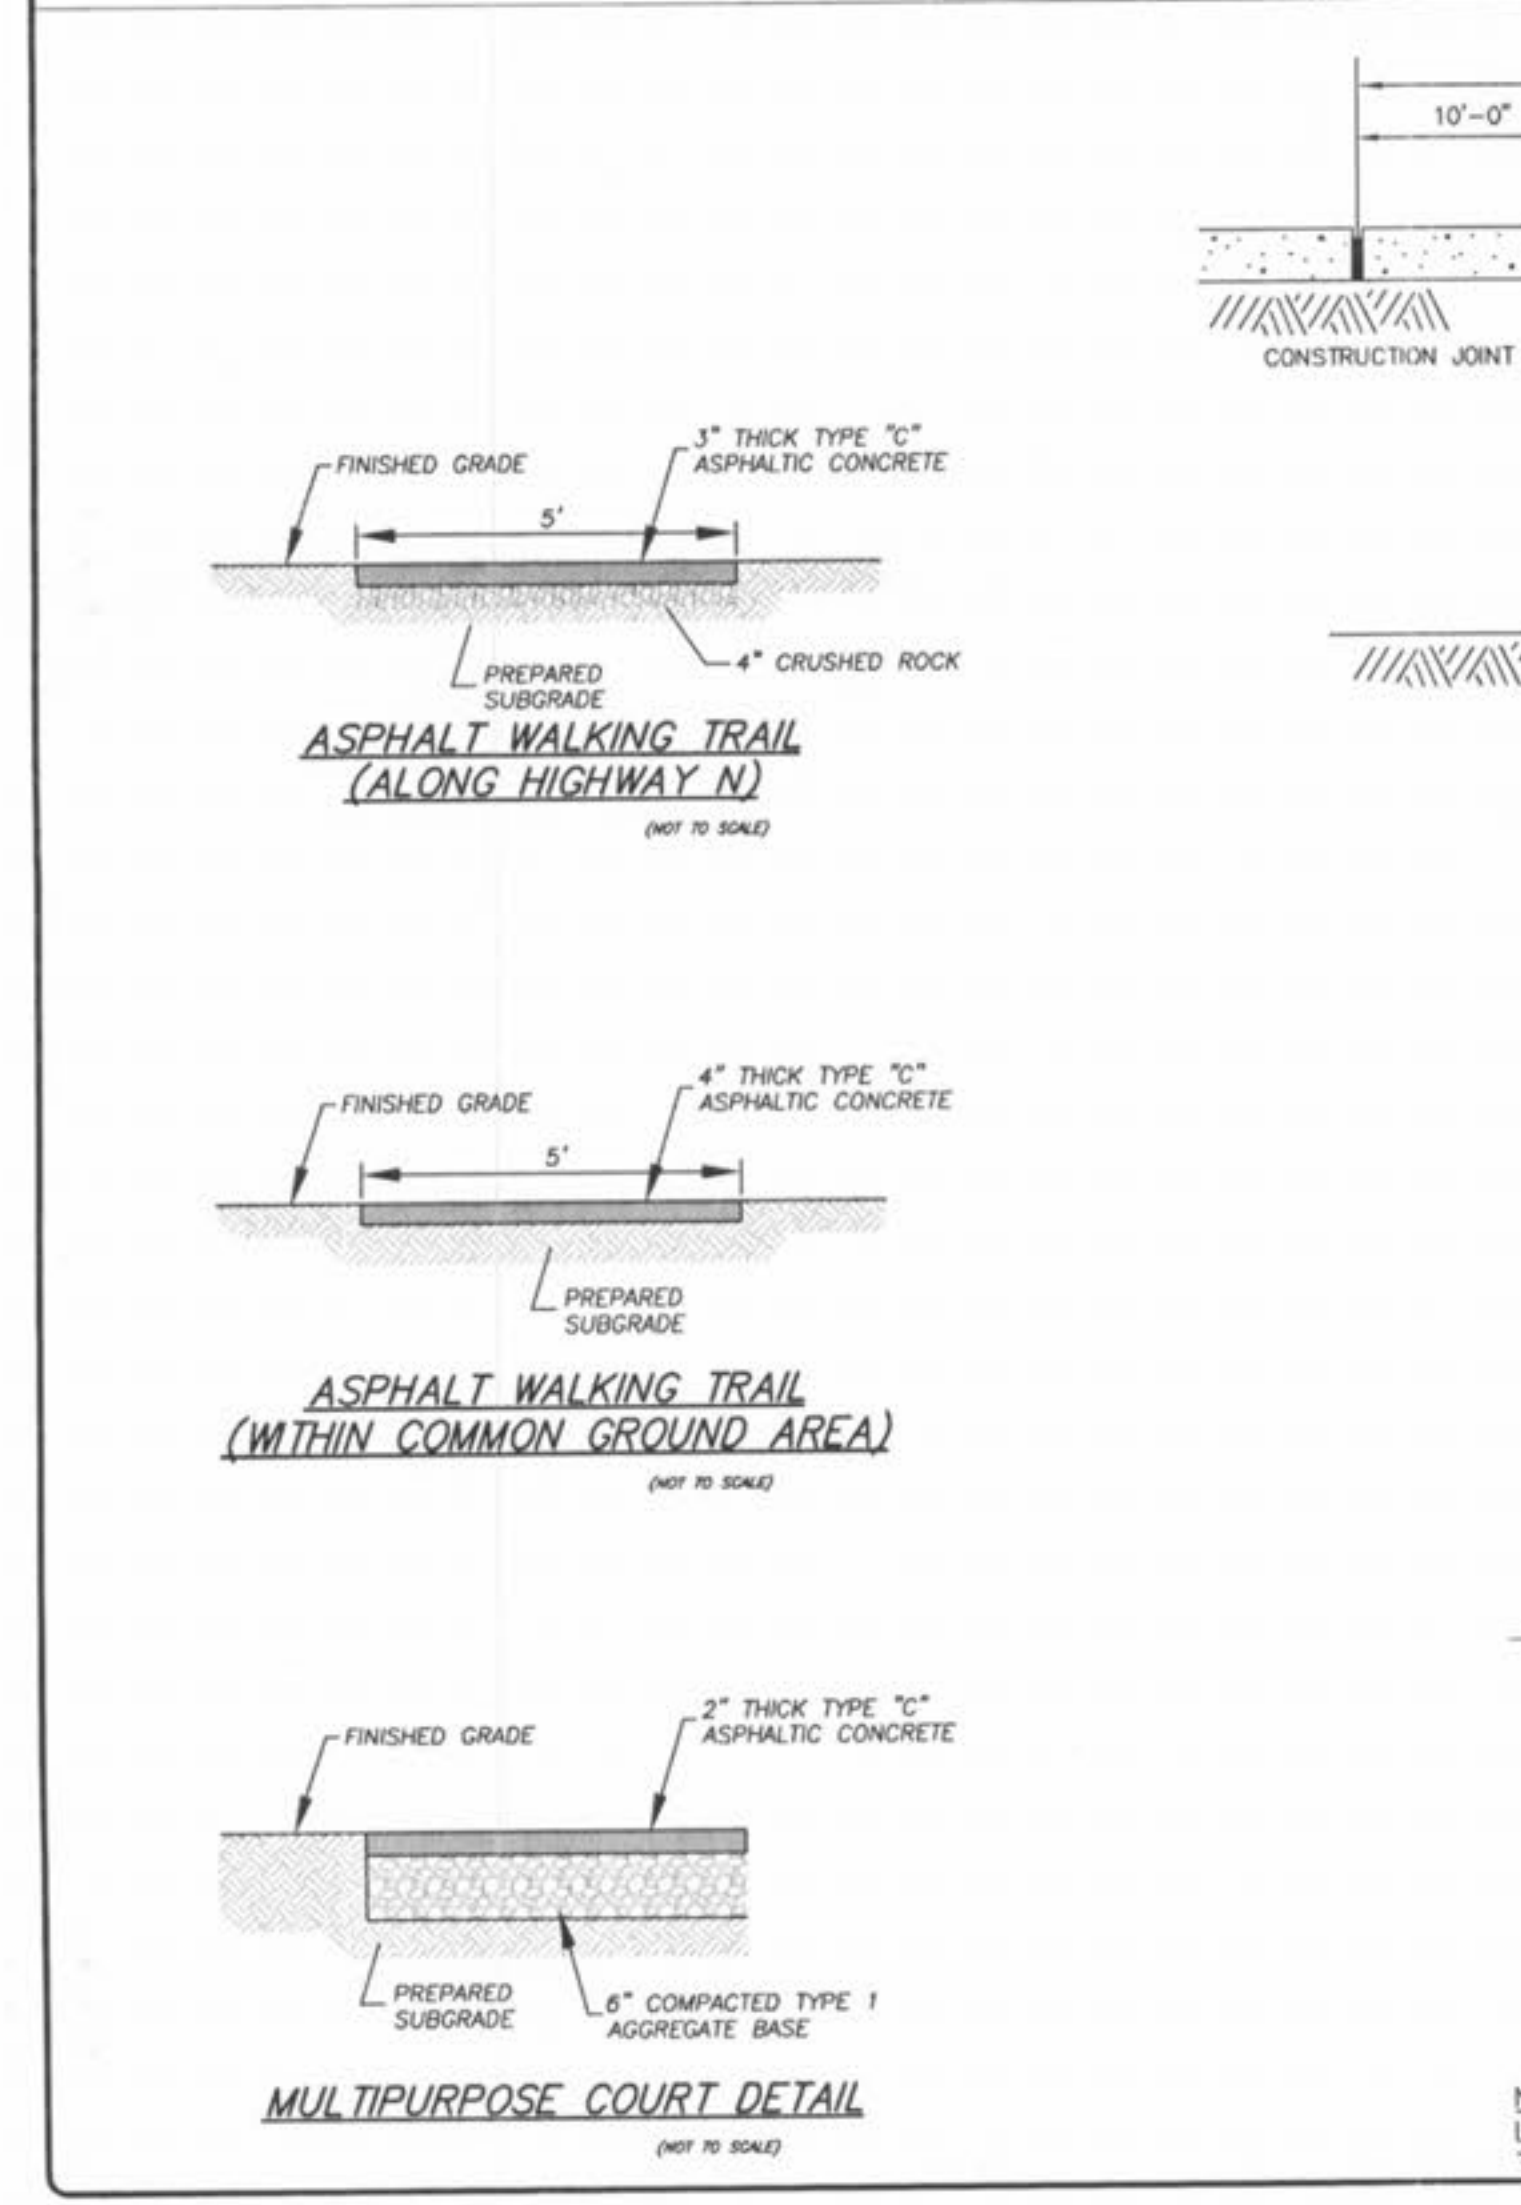 10'-0"
CONSTRUCTION JOINT
FINISHED GRADE
3" THICK TYPE "C"
ASPHALTIC CONCRETE
5'
4" CRUSHED ROCK
PREPARED
SUBGRADE
ASPHALT WALKING TRAIL
(ALONG HIGHWAY N)
(NOT TO SCALE)
FINISHED GRADE
4" THICK TYPE "C"
ASPHALTIC CONCRETE
5'
PREPARED
SUBGRADE
ASPHALT WALKING TRAIL
(WITHIN COMMON GROUND AREA)
(NOT TO SCALE)
FINISHED GRADE
2" THICK TYPE "C"
ASPHALTIC CONCRETE
PREPARED
SUBGRADE
6" COMPACTED TYPE 1
AGGREGATE BASE
MULTIPURPOSE COURT DETAIL
(NOT TO SCALE)